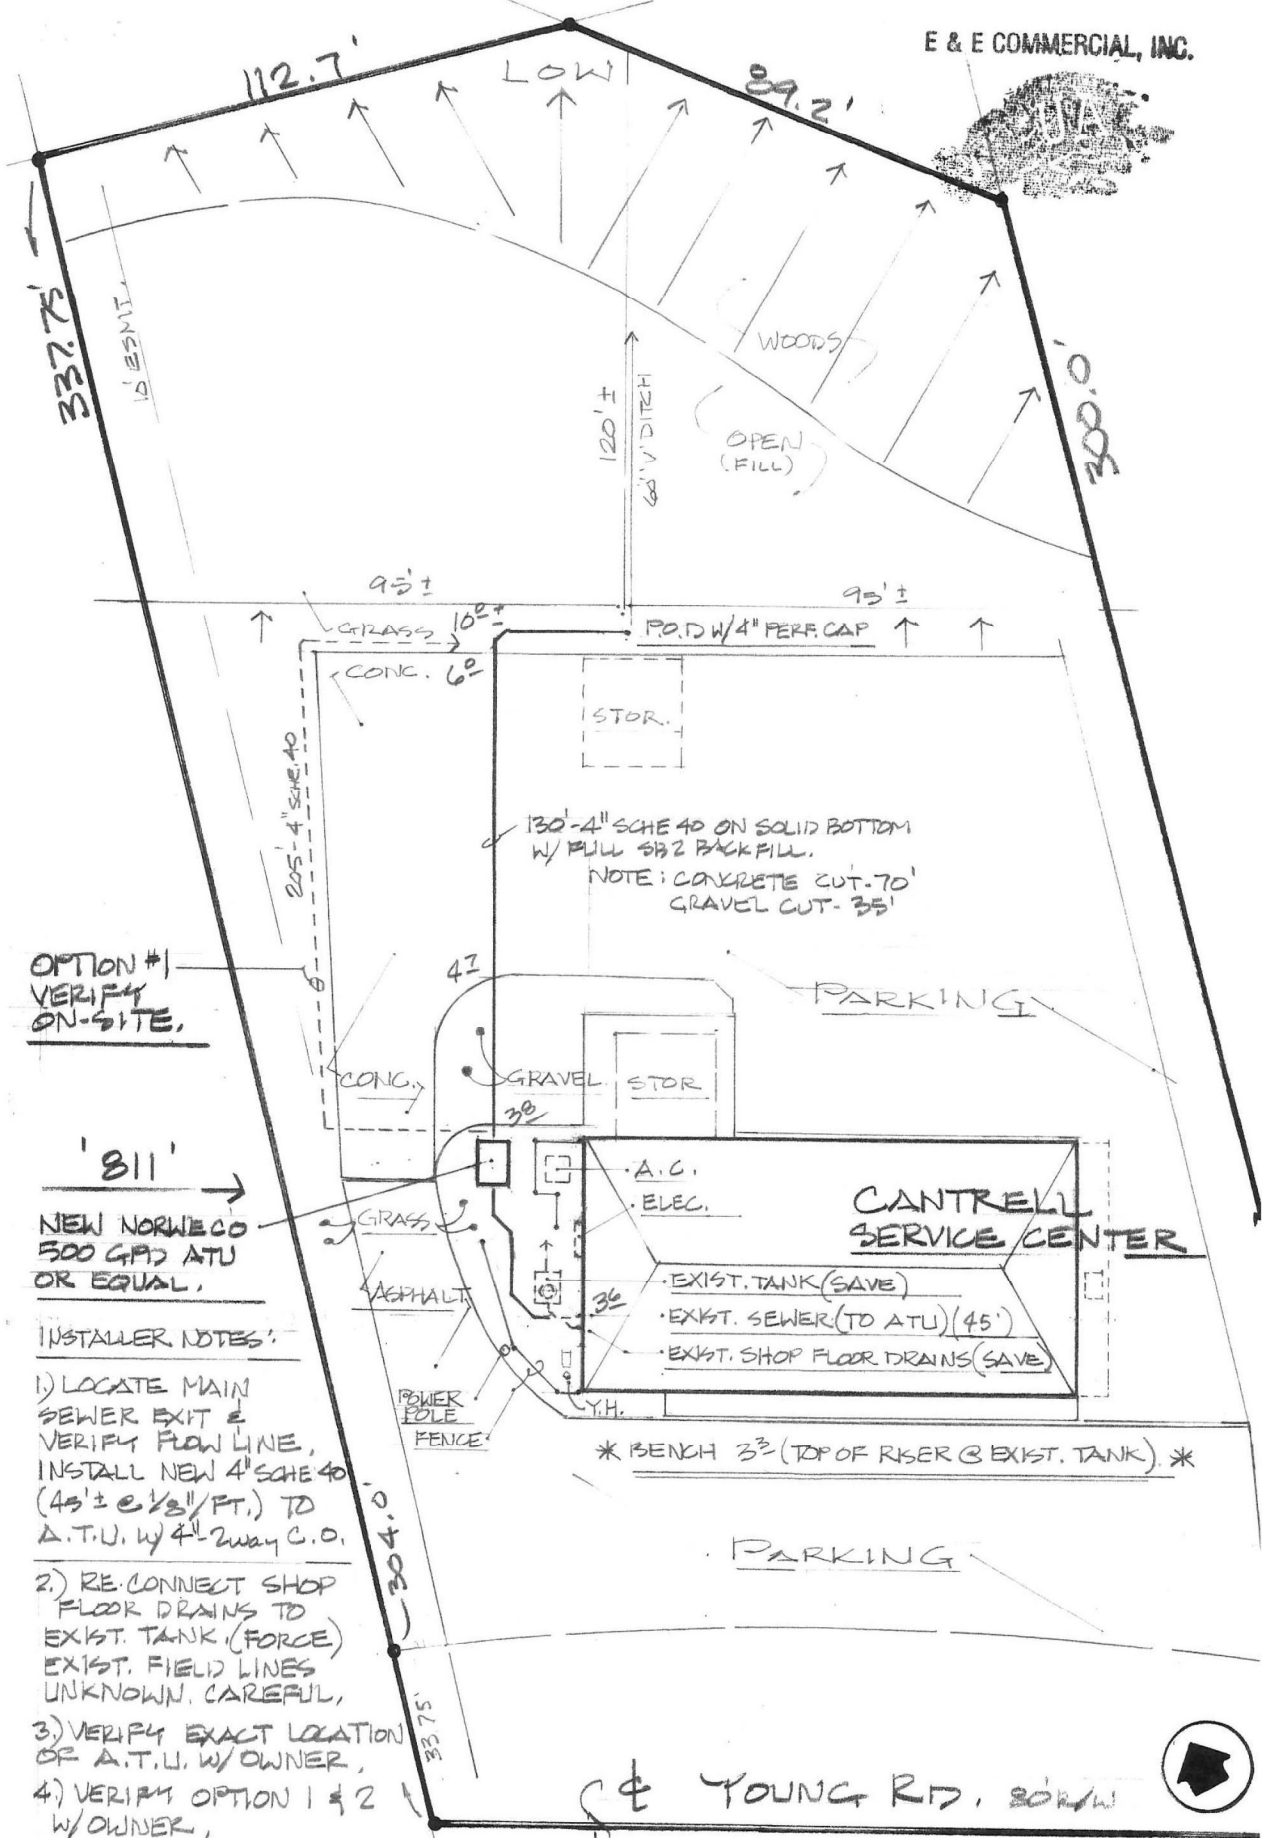 E & E COMMERCIAL, INC.
112.7'
LOW
89.2'
337.75'
10' ESMT.
WOODS
300.0'
120'±
60' 'V' DITCH
OPEN
(FILL)
95'±
95'±
GRASS
10⁰±
P.O.D W/4" PERF. CAP
CONC.
6⁰
STOR.
205'-4" SCHE. 40
130'-4" SCHE 40 ON SOLID BOTTOM
W/ FULL SB2 BACKFILL.
NOTE: CONCRETE CUT-70'
GRAVEL CUT-35'
OPTION #1
VERIFY
ON-SITE.
4⁷
PARKING
CONC.
GRAVEL
STOR
3⁸
'811'
NEW NORWECO
500 GPD ATU
OR EQUAL.
A.C.
ELEC.
CANTRELL
SERVICE CENTER
GRASS
ASPHALT
EXIST. TANK (SAVE)
3⁶
EXIST. SEWER (TO ATU) (45')
EXIST. SHOP FLOOR DRAINS (SAVE)
POWER
POLE
FENCE
Y.H.
* BENCH 3³ (TOP OF RISER @ EXIST. TANK). *
PARKING
INSTALLER NOTES:
1.) LOCATE MAIN
SEWER EXIT &
VERIFY FLOW LINE,
INSTALL NEW 4" SCHE 40
(45'± @ 1/8"/FT.) TO
A.T.U. W/ 4"-2way C.O.
2.) RE-CONNECT SHOP
FLOOR DRAINS TO
EXIST. TANK. (FORCE)
EXIST. FIELD LINES
UNKNOWN. CAREFUL,
3.) VERIFY EXACT LOCATION
OF A.T.U. W/ OWNER,
4.) VERIFY OPTION 1 & 2
W/ OWNER,
304.0'
33.75'
℄ YOUNG RD. 80' R/W